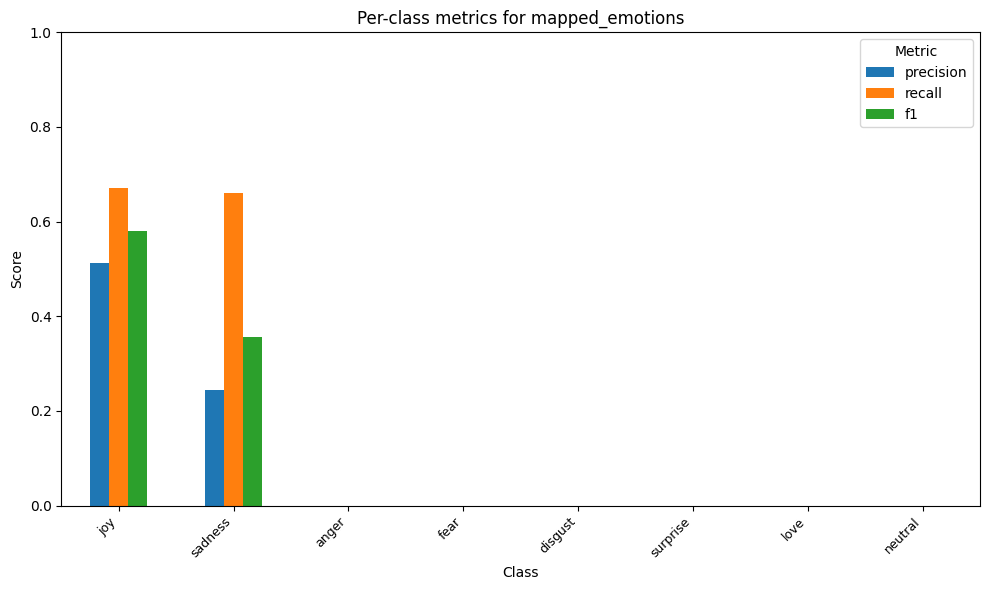 Per-class metrics for mapped_emotions
Metric
precision
recall
f1
Score
1.0
0.8
0.6
0.4
0.2
0.0
joy
sadness
anger
fear
disgust
surprise
love
neutral
Class